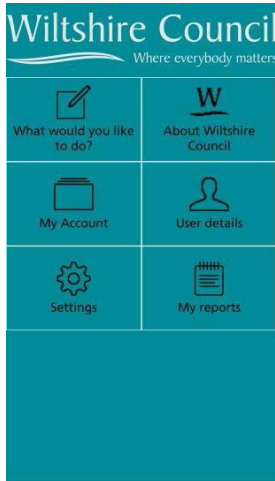 Wiltshire Council
Where everybody matters
What would you like
to do?
W
About Wiltshire
Council
My Account
User details
Settings
My reports